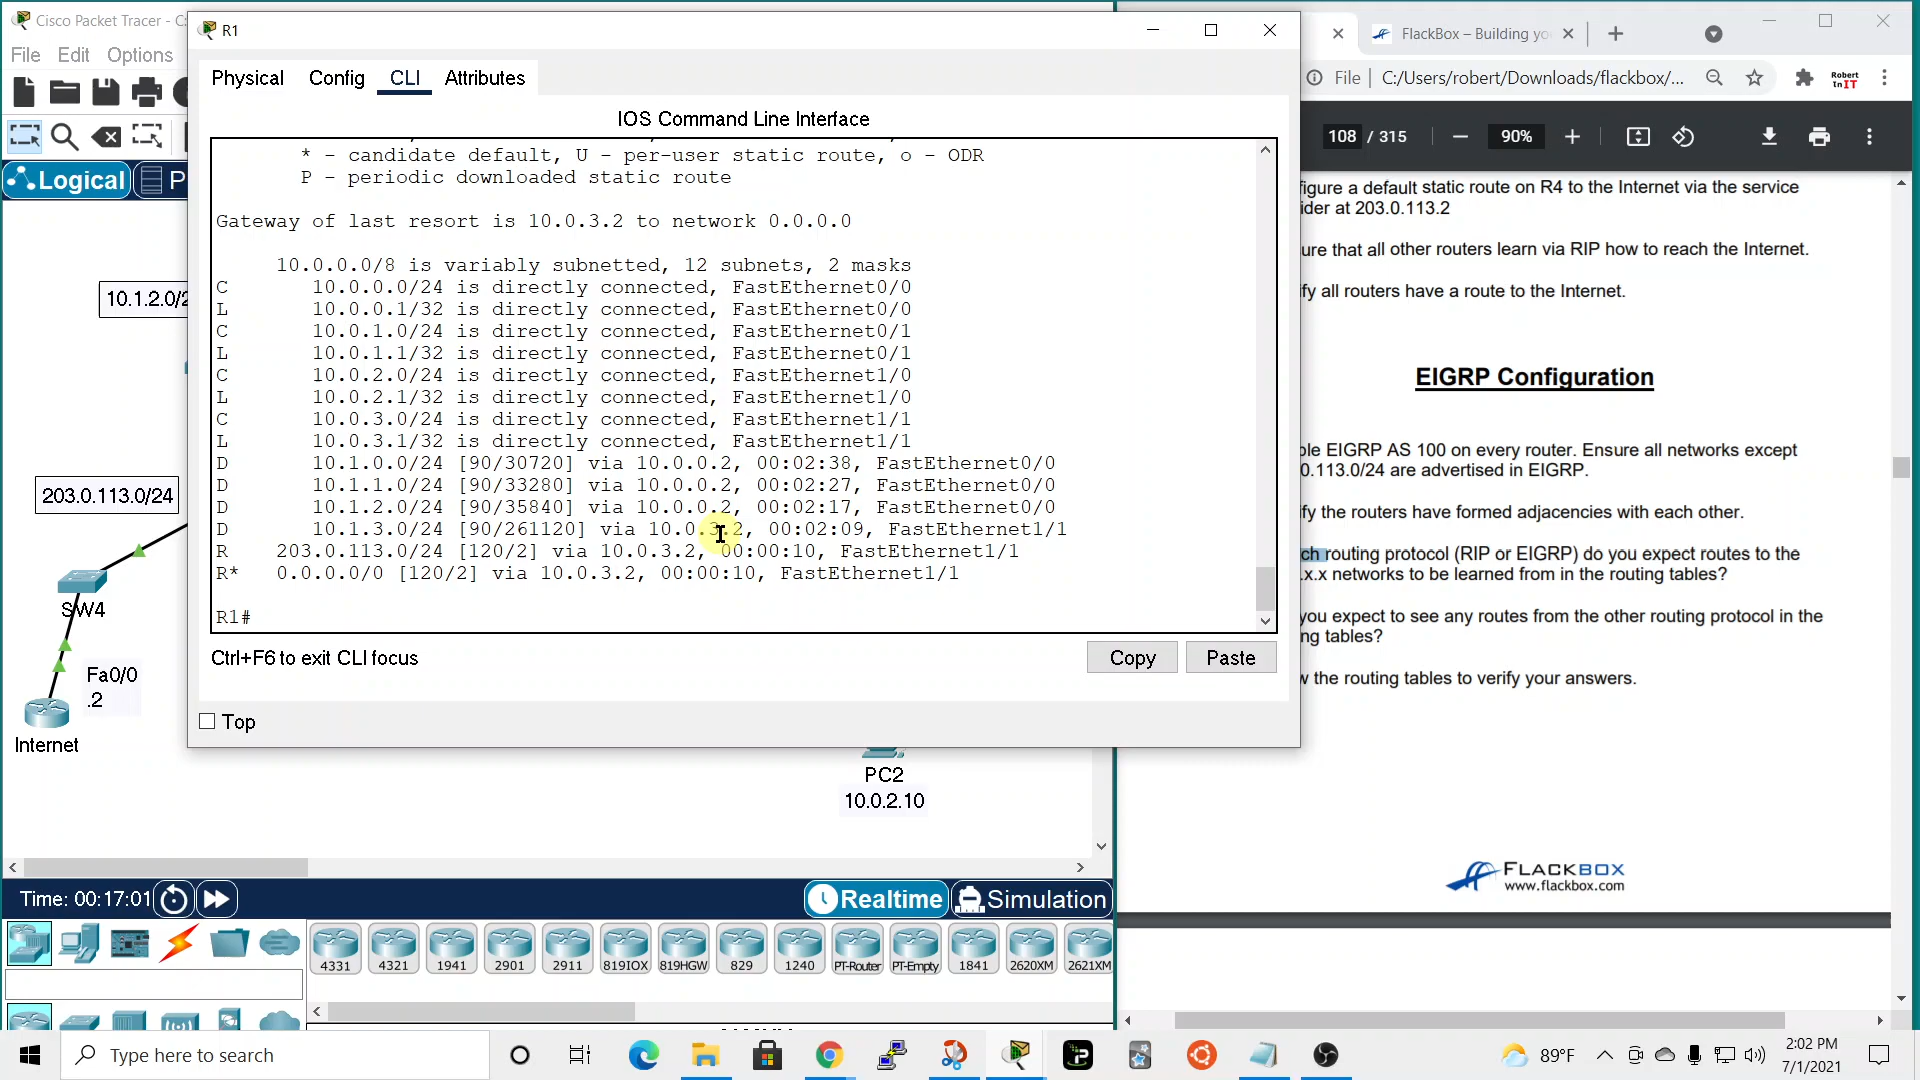 Cisco Packet Tracer - C:
File Edit Options
Logical
P
10.1.2.0/2
203.0.113.0/24
SW4
Fa0/0
.2
Internet
R1
Physical Config CLI Attributes
IOS Command Line Interface
* - candidate default, U - per-user static route, o - ODR
P - periodic downloaded static route
Gateway of last resort is 10.0.3.2 to network 0.0.0.0
10.0.0.0/8 is variably subnetted, 12 subnets, 2 masks
C 10.0.0.0/24 is directly connected, FastEthernet0/0
L 10.0.0.1/32 is directly connected, FastEthernet0/0
C 10.0.1.0/24 is directly connected, FastEthernet0/1
L 10.0.1.1/32 is directly connected, FastEthernet0/1
C 10.0.2.0/24 is directly connected, FastEthernet1/0
L 10.0.2.1/32 is directly connected, FastEthernet1/0
C 10.0.3.0/24 is directly connected, FastEthernet1/1
L 10.0.3.1/32 is directly connected, FastEthernet1/1
D 10.1.0.0/24 [90/30720] via 10.0.0.2, 00:02:38, FastEthernet0/0
D 10.1.1.0/24 [90/33280] via 10.0.0.2, 00:02:27, FastEthernet0/0
D 10.1.2.0/24 [90/35840] via 10.0.0.2, 00:02:17, FastEthernet0/0
D 10.1.3.0/24 [90/261120] via 10.0.3.2, 00:02:09, FastEthernet1/1
R 203.0.113.0/24 [120/2] via 10.0.3.2, 00:00:10, FastEthernet1/1
R* 0.0.0.0/0 [120/2] via 10.0.3.2, 00:00:10, FastEthernet1/1
R1#
Ctrl+F6 to exit CLI focus
Copy Paste
Top
PC2
10.0.2.10
Time: 00:17:01
Realtime Simulation
4331 4321 1941 2901 2911 819IOX 819HGW 829 1240 PT-Router PT-Empty 1841 2620XM 2621XM
FlackBox – Building yo
File C:/Users/robert/Downloads/flackbox/...
Robert
InIT
108 / 315 90%
figure a default static route on R4 to the Internet via the service
ider at 203.0.113.2
ure that all other routers learn via RIP how to reach the Internet.
ify all routers have a route to the Internet.
EIGRP Configuration
ble EIGRP AS 100 on every router. Ensure all networks except
0.113.0/24 are advertised in EIGRP.
ify the routers have formed adjacencies with each other.
ch routing protocol (RIP or EIGRP) do you expect routes to the
.x.x networks to be learned from in the routing tables?
you expect to see any routes from the other routing protocol in the
ng tables?
w the routing tables to verify your answers.
FLACKBOX
www.flackbox.com
Type here to search
89°F
2:02 PM
7/1/2021